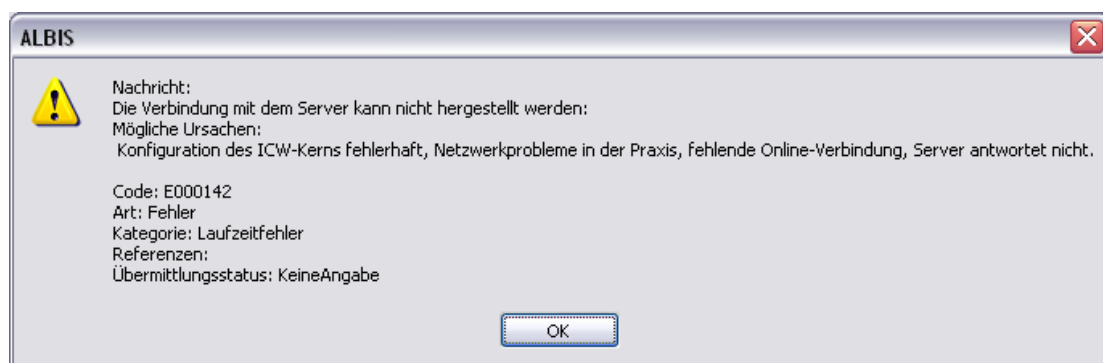 ALBIS
Nachricht:
Die Verbindung mit dem Server kann nicht hergestellt werden:
Mögliche Ursachen:
Konfiguration des ICW-Kerns fehlerhaft, Netzwerkprobleme in der Praxis, fehlende Online-Verbindung, Server antwortet nicht.
Code: E000142
Art: Fehler
Kategorie: Laufzeitfehler
Referenzen:
Übermittlungsstatus: KeineAngabe
OK